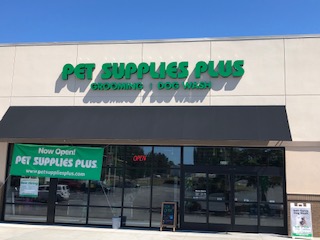 PET SUPPLIES PLUS
GROOMING | DOG WASH
Now Open!
PET SUPPLIES PLUS
www.petsuppliesplus.com
OPEN